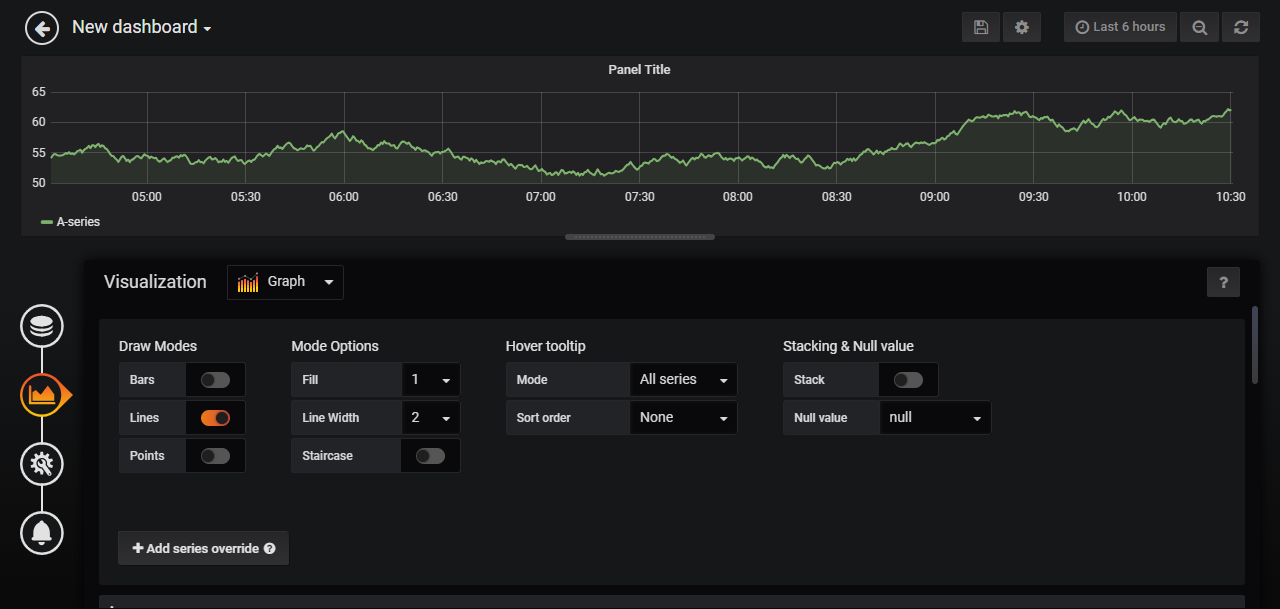 New dashboard
Last 6 hours
Panel Title
65
60
55
50
05:00 05:30 06:00 06:30 07:00 07:30 08:00 08:30 09:00 09:30 10:00 10:30
A-series
Visualization Graph ?
Draw Modes Mode Options Hover tooltip Stacking & Null value
Bars Fill 1 Mode All series Stack
Lines Line Width 2 Sort order None Null value null
Points Staircase
+ Add series override ?